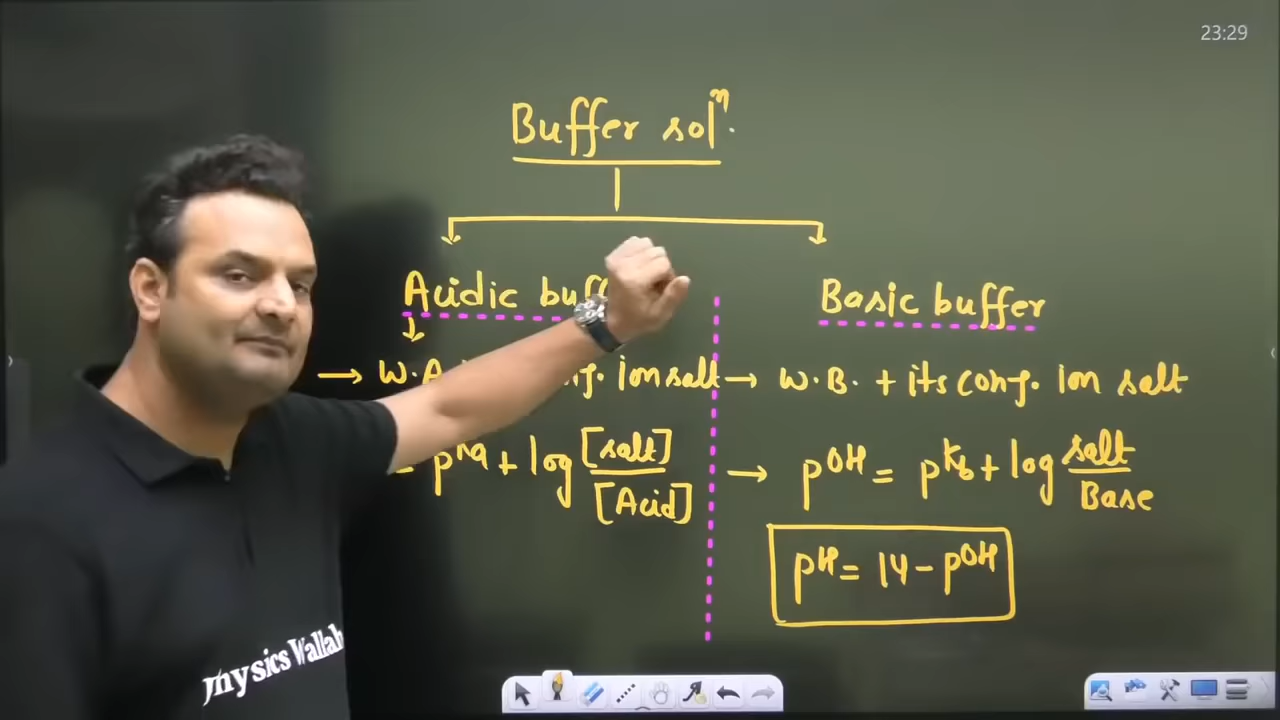 23:29
Buffer solⁿ.
Acidic buff
Basic buffer
→ W.A. ion salt
→ W.B. + its conj. ion salt
= pKa + log [salt]/[Acid]
→ pOH = pKb + log salt/Base
pH = 14 - pOH
Physics Wallah